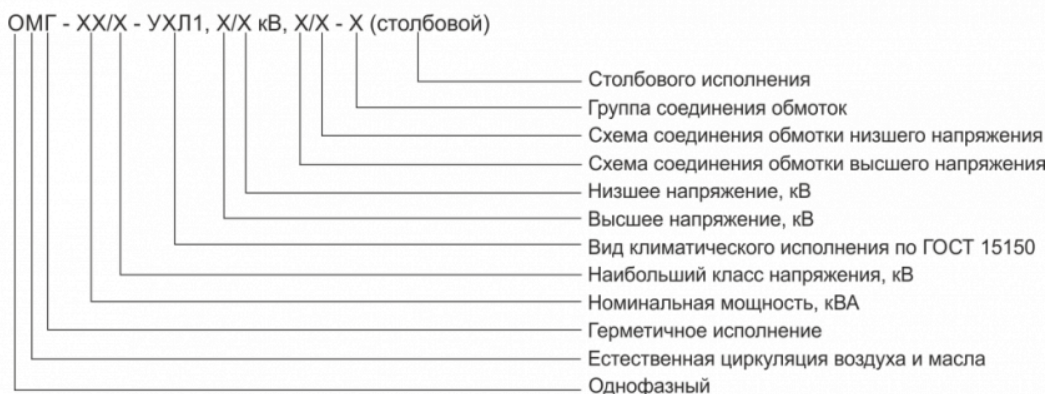 ОМГ - ХХ/Х - УХЛ1, Х/Х кВ, Х/Х - Х (столбовой)
Столбового исполнения
Группа соединения обмоток
Схема соединения обмотки низшего напряжения
Схема соединения обмотки высшего напряжения
Низшее напряжение, кВ
Высшее напряжение, кВ
Вид климатического исполнения по ГОСТ 15150
Наибольший класс напряжения, кВ
Номинальная мощность, кВА
Герметичное исполнение
Естественная циркуляция воздуха и масла
Однофазный